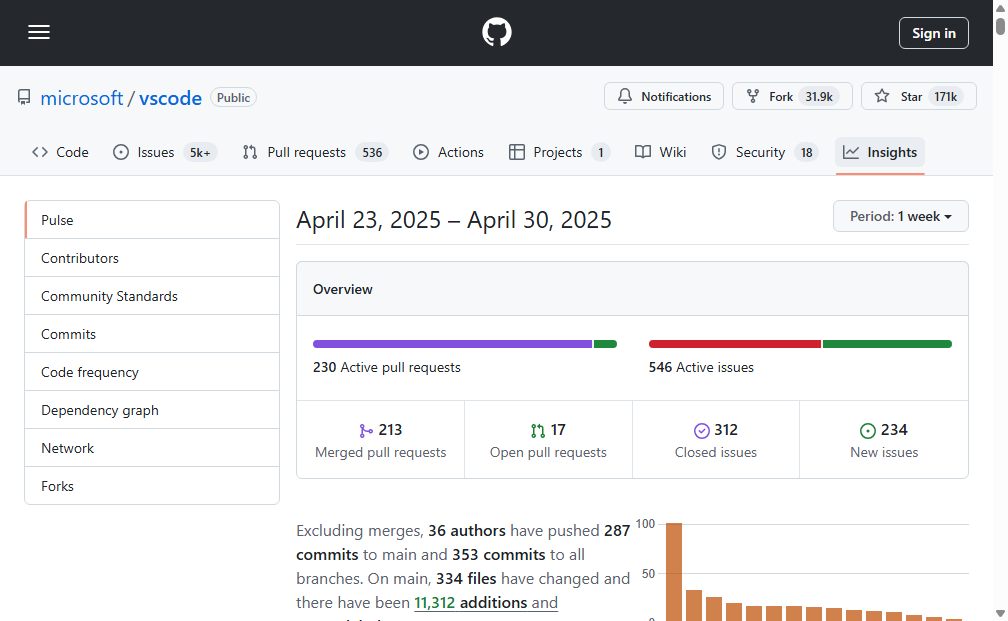 Sign in
microsoft / vscode Public
Notifications Fork 31.9k Star 171k
Code Issues 5k+ Pull requests 536 Actions Projects 1 Wiki Security 18 Insights
Pulse
Contributors
Community Standards
Commits
Code frequency
Dependency graph
Network
Forks
April 23, 2025 – April 30, 2025
Period: 1 week
Overview
230 Active pull requests
546 Active issues
213
Merged pull requests
17
Open pull requests
312
Closed issues
234
New issues
Excluding merges, 36 authors have pushed 287
commits to main and 353 commits to all
branches. On main, 334 files have changed and
there have been 11,312 additions and
100
50